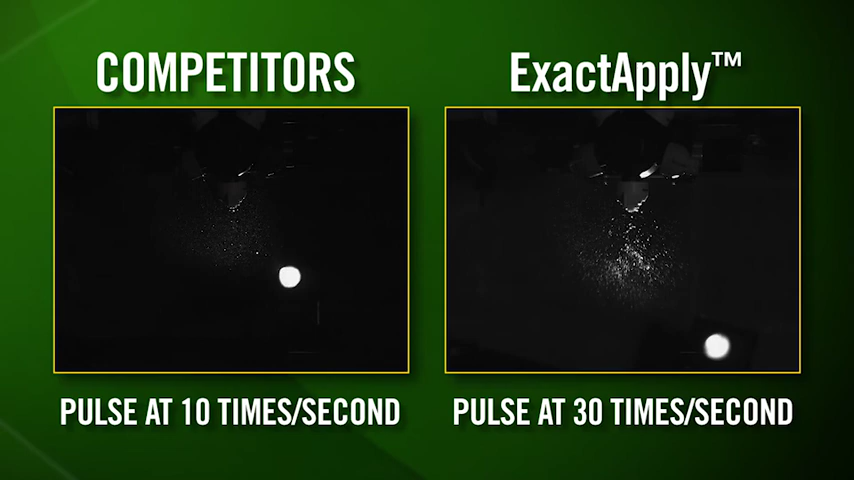 COMPETITORS
ExactApply™
PULSE AT 10 TIMES/SECOND
PULSE AT 30 TIMES/SECOND